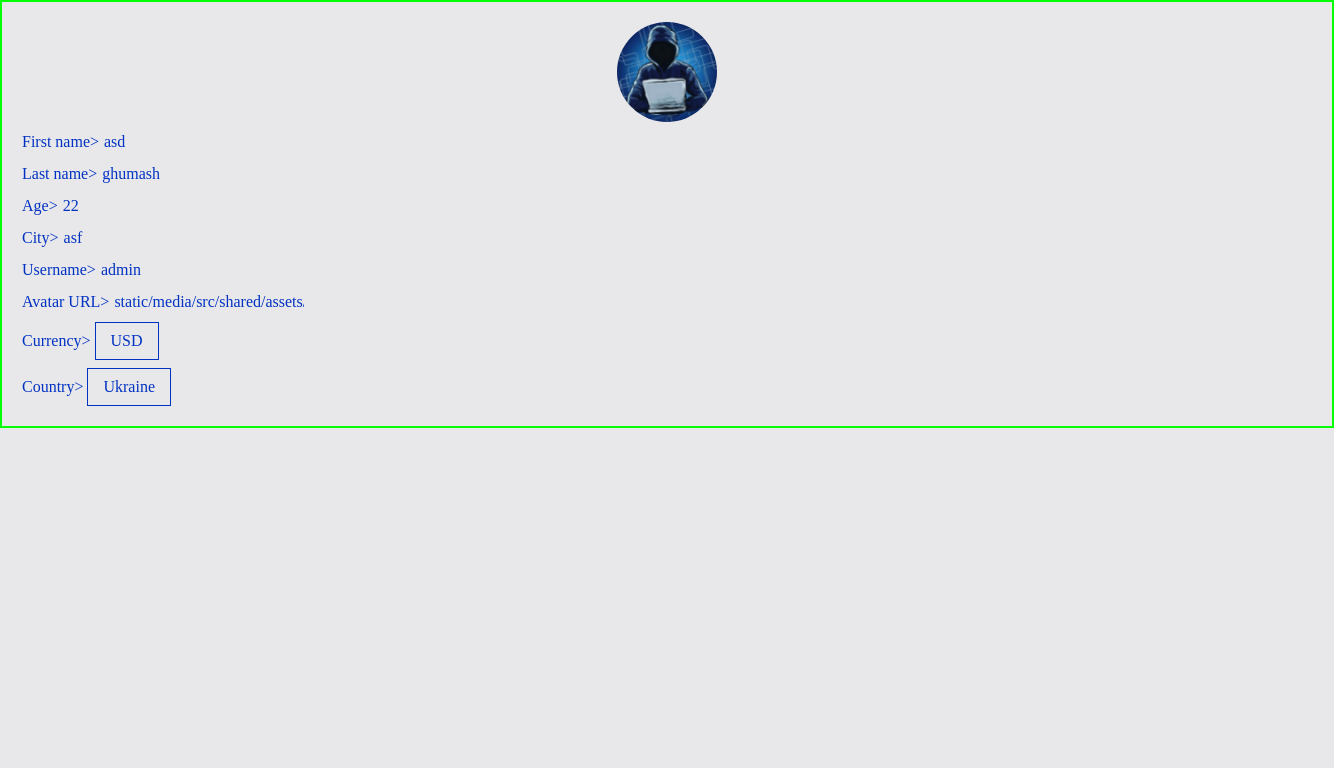 First name> asd
Last name> ghumash
Age> 22
City> asf
Username> admin
Avatar URL> static/media/src/shared/assets
Currency> USD
Country> Ukraine